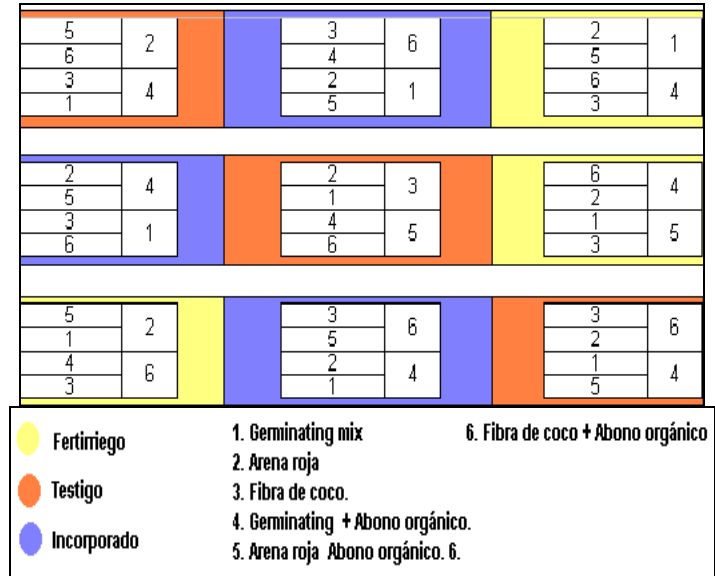 5 2 3 6 2 1
6 4 5
3 4 2 1 6 4
1 5 3
2 4 2 3 6 4
5 1 2
3 1 4 5 1 5
6 6 3
5 2 3 6 3 6
1 5 2
4 6 2 4 1 4
3 1 5
Fertirriego
Testigo
Incorporado
1. Germinating mix
2. Arena roja
3. Fibra de coco.
4. Germinating + Abono orgánico.
5. Arena roja Abono orgánico. 6.
6. Fibra de coco + Abono orgánico